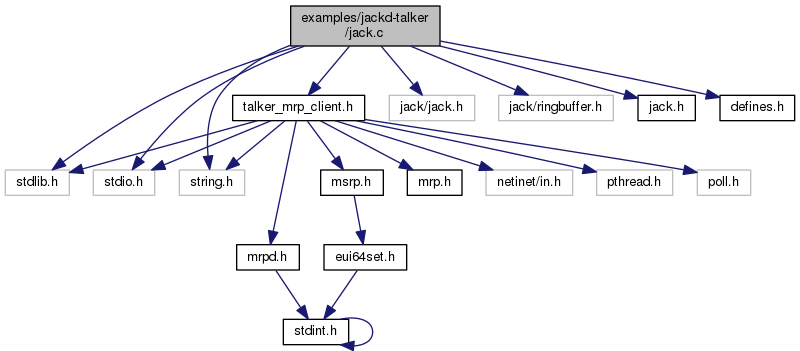 examples/jackd-talker
/jack.c
talker_mrp_client.h
jack/jack.h
jack/ringbuffer.h
jack.h
defines.h
stdlib.h
stdio.h
string.h
msrp.h
mrp.h
netinet/in.h
pthread.h
poll.h
mrpd.h
eui64set.h
stdint.h